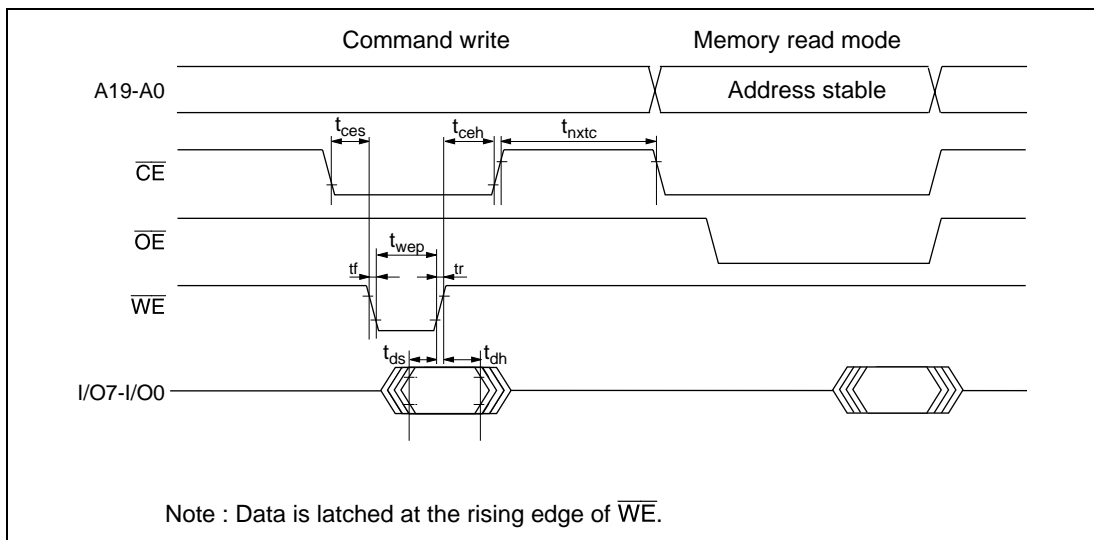 Command write Memory read mode
A19-A0 Address stable
tces tceh tnxtc
CE
OE
twep
tf tr
WE
tds tdh
I/O7-I/O0
Note : Data is latched at the rising edge of WE.